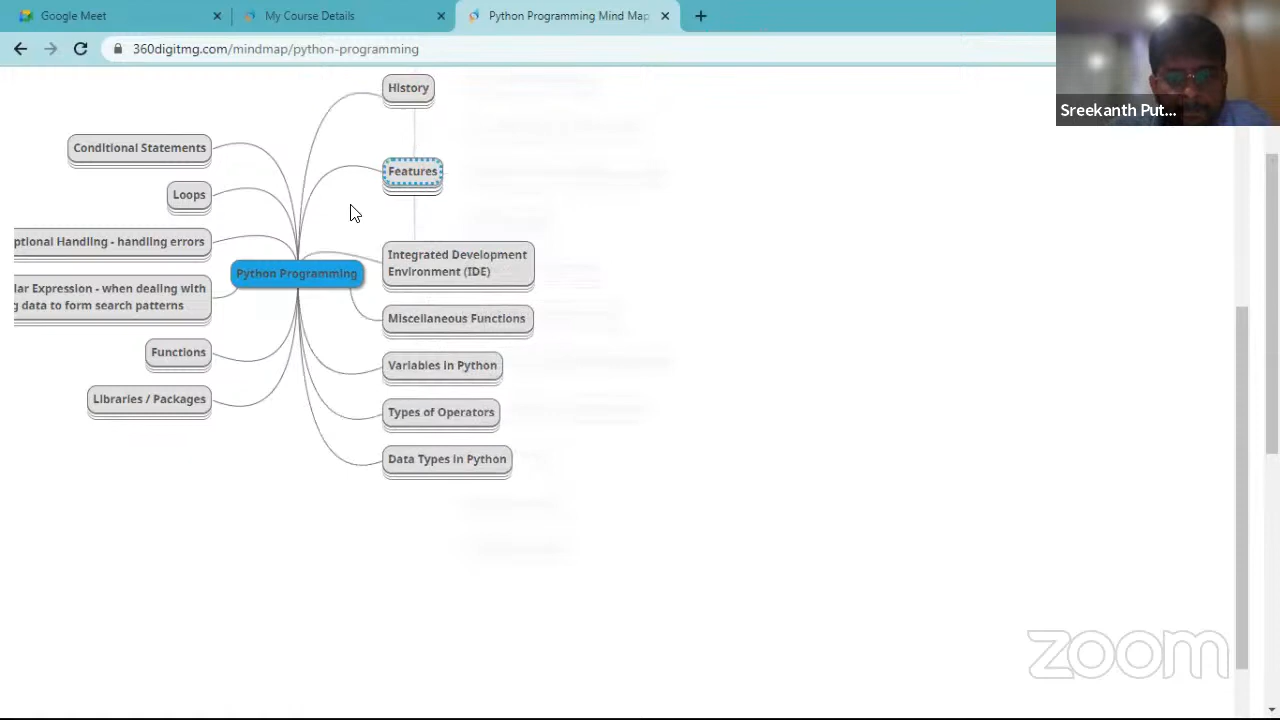 Google Meet
My Course Details
Python Programming Mind Map
360digitmg.com/mindmap/python-programming
Sreekanth Put...
History
Conditional Statements
Features
Loops
ptional Handling - handling errors
Integrated Development
Environment (IDE)
Python Programming
lar Expression - when dealing with
g data to form search patterns
Miscellaneous Functions
Functions
Variables in Python
Libraries / Packages
Types of Operators
Data Types in Python
zoom